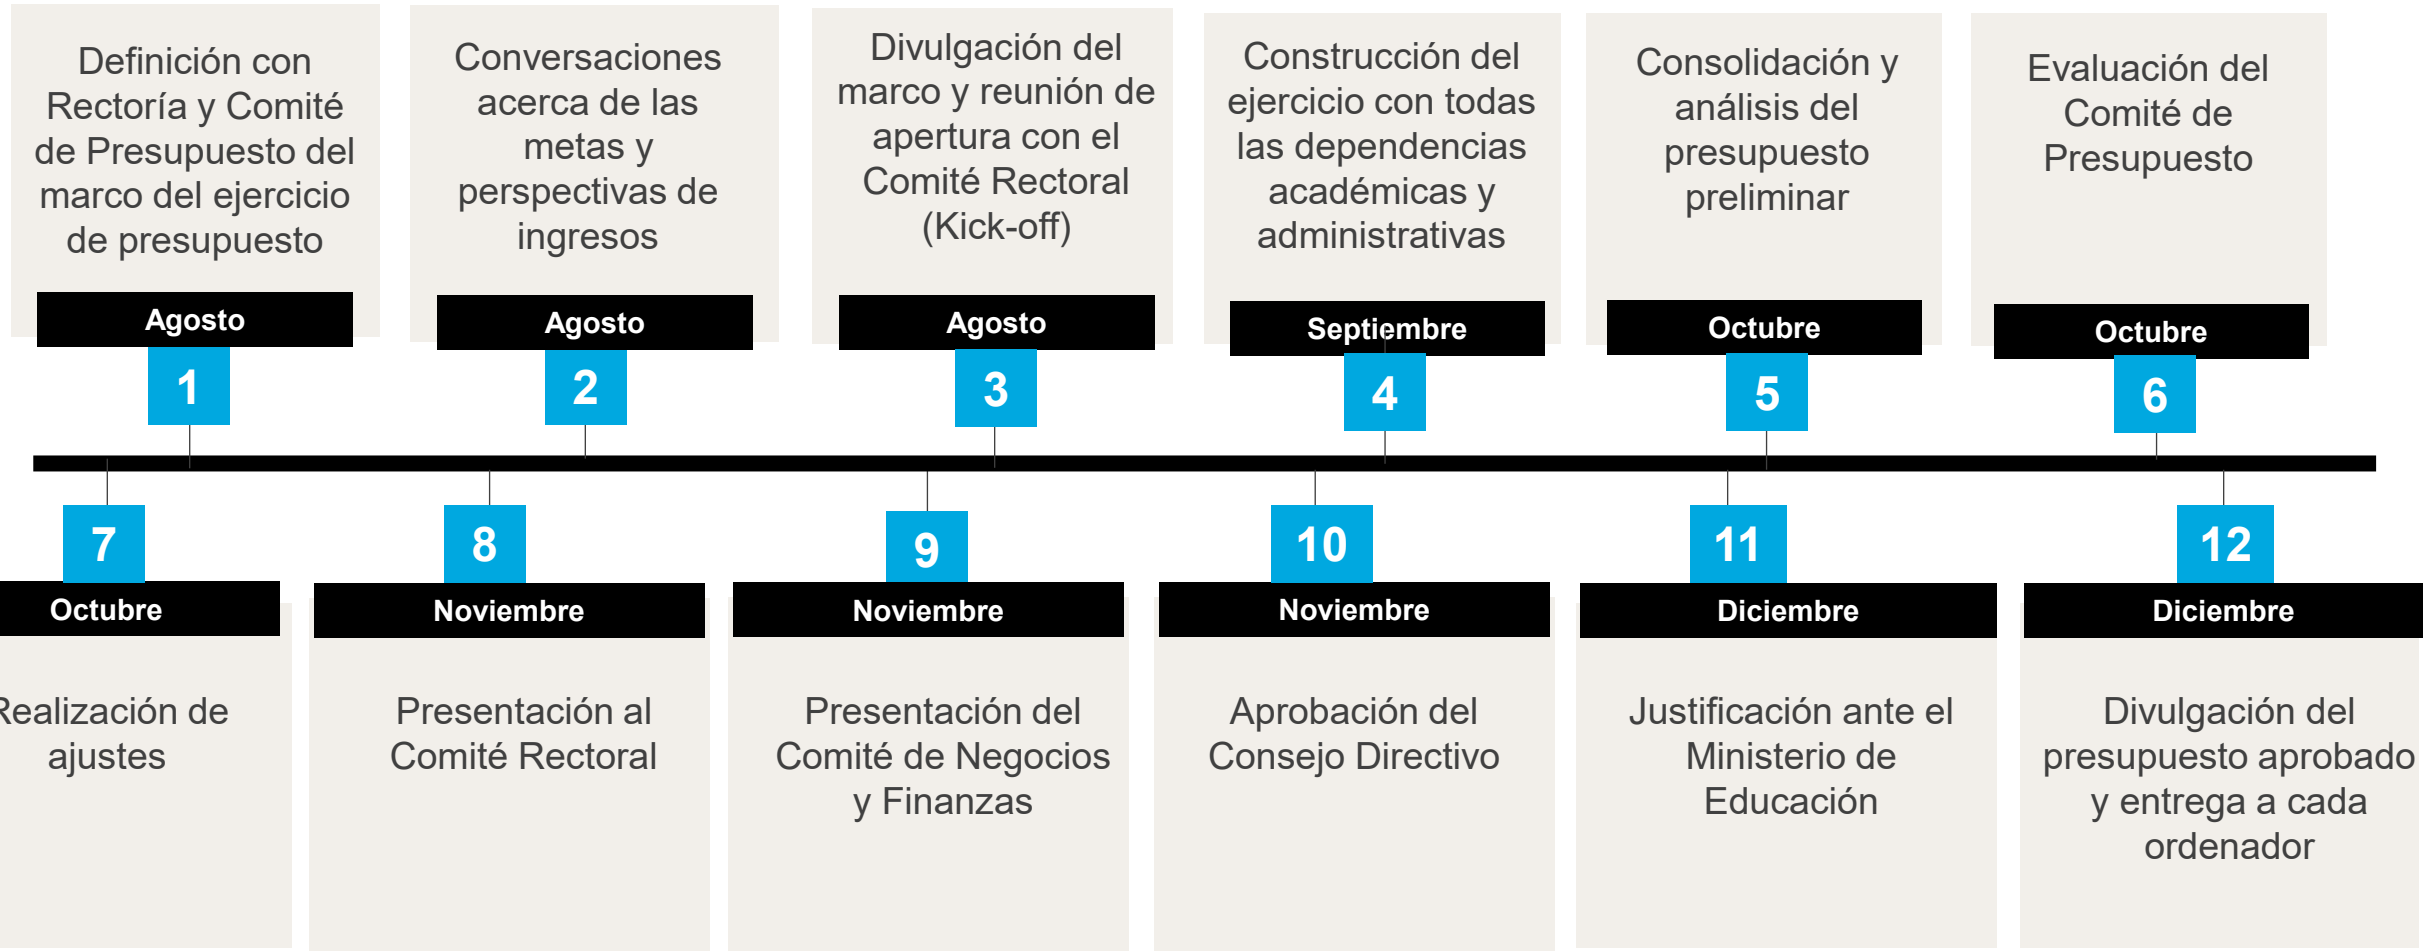 Definición con
Rectoría y Comité
de Presupuesto del
marco del ejercicio
de presupuesto
Agosto
1
Conversaciones
acerca de las
metas y
perspectivas de
ingresos
Agosto
2
Divulgación del
marco y reunión de
apertura con el
Comité Rectoral
(Kick-off)
Agosto
3
Construcción del
ejercicio con todas
las dependencias
académicas y
administrativas
Septiembre
4
Consolidación y
análisis del
presupuesto
preliminar
Octubre
5
Evaluación del
Comité de
Presupuesto
Octubre
6
7
Octubre
Realización de
ajustes
8
Noviembre
Presentación al
Comité Rectoral
9
Noviembre
Presentación del
Comité de Negocios
y Finanzas
10
Noviembre
Aprobación del
Consejo Directivo
11
Diciembre
Justificación ante el
Ministerio de
Educación
12
Diciembre
Divulgación del
presupuesto aprobado
y entrega a cada
ordenador